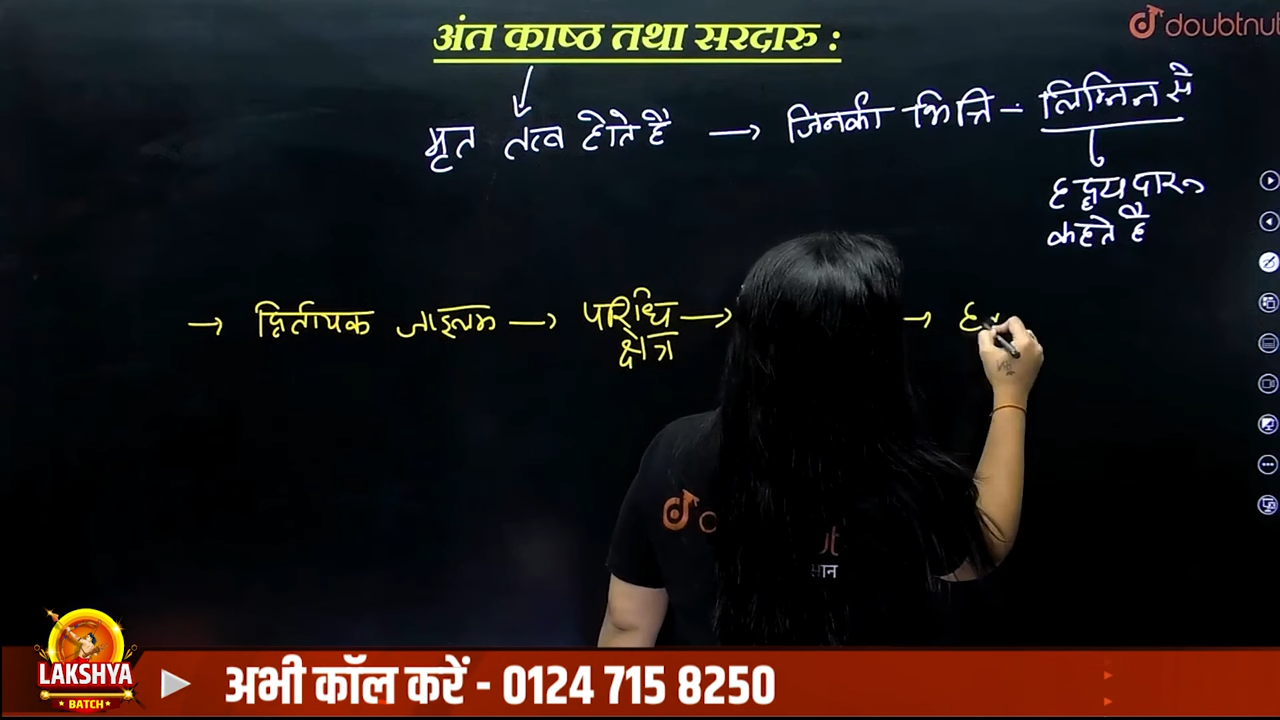 अंत काष्ठ तथा सरदारु :
doubtnut
मृत तत्व होते है → जिनकी भित्ति - लिग्निन से
हृदयदारू
कहते है
→ द्वितीयक जाइलम → परिधि → → ह
क्षेत्र
LAKSHYA
BATCH
अभी कॉल करें - 0124 715 8250